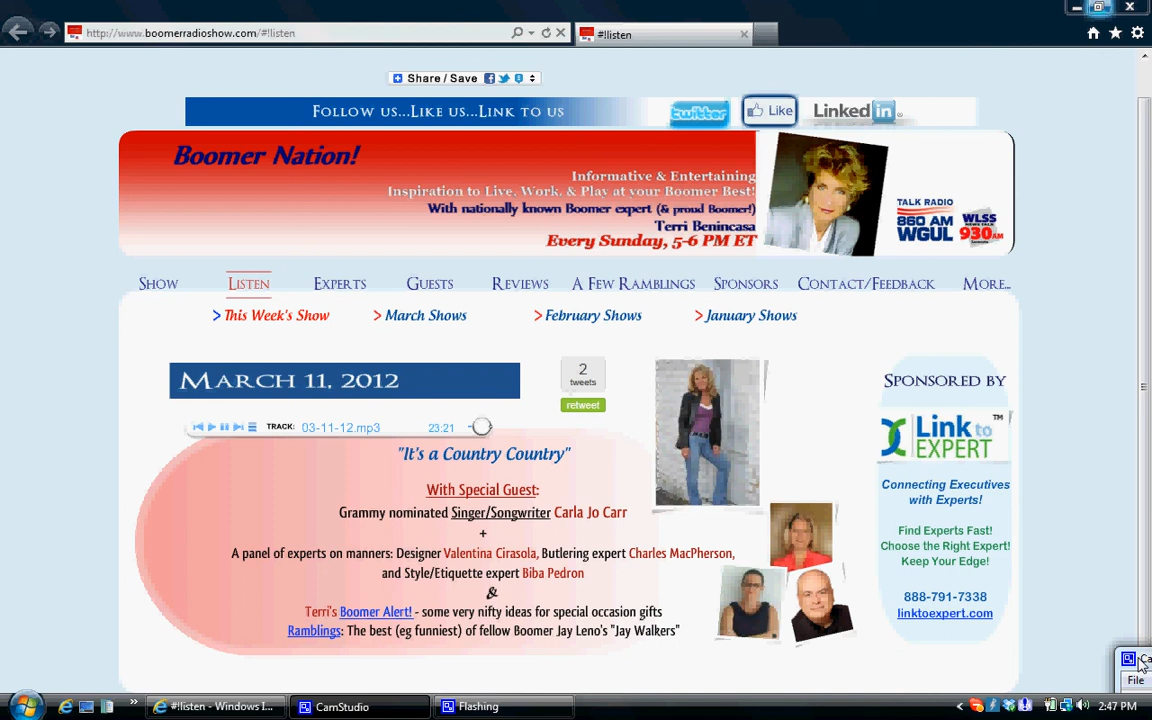 http://www.boomerradioshow.com/#!listen
#!listen
Share / Save
Follow us...Like us...Link to us
twitter
Like
Linked in
Boomer Nation!
Informative & Entertaining
Inspiration to Live, Work, & Play at your Boomer Best!
With nationally known Boomer expert (& proud Boomer!)
Terri Benincasa
Every Sunday, 5-6 PM ET
TALK RADIO
860 AM
WGUL
WLSS
930AM
Show
Listen
Experts
Guests
Reviews
A Few Ramblings
Sponsors
Contact/Feedback
More...
> This Week's Show
> March Shows
> February Shows
> January Shows
March 11, 2012
2
tweets
retweet
TRACK: 03-11-12.mp3 23:21
"It's a Country Country"
With Special Guest:
Grammy nominated Singer/Songwriter Carla Jo Carr
+
A panel of experts on manners: Designer Valentina Cirasola, Butlering expert Charles MacPherson,
and Style/Etiquette expert Biba Pedron
&
Terri's Boomer Alert! - some very nifty ideas for special occasion gifts
Ramblings: The best (eg funniest) of fellow Boomer Jay Leno's "Jay Walkers"
Sponsored by
Link to
EXPERT
TM
Connecting Executives
with Experts!
Find Experts Fast!
Choose the Right Expert!
Keep Your Edge!
888-791-7338
linktoexpert.com
Ca
File
#!listen - Windows I...
CamStudio
Flashing
2:47 PM